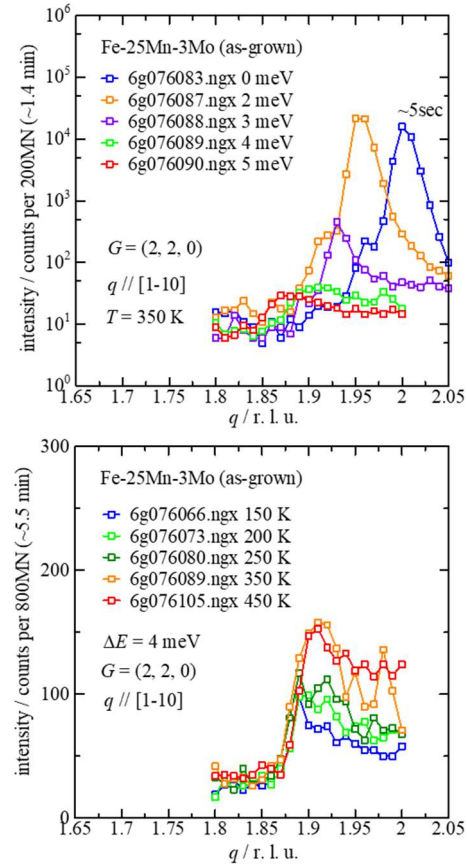 10^6
Fe-25Mn-3Mo (as-grown)
10^5
6g076083.ngx 0 meV
6g076087.ngx 2 meV
~5sec
6g076088.ngx 3 meV
10^4
6g076089.ngx 4 meV
6g076090.ngx 5 meV
10^3
G = (2, 2, 0)
10^2
q // [1-10]
T = 350 K
10^1
10^0
intensity / counts per 200MN (~1.4 min)
1.65 1.7 1.75 1.8 1.85 1.9 1.95 2 2.05
q / r. l. u.
300
Fe-25Mn-3Mo (as-grown)
6g076066.ngx 150 K
6g076073.ngx 200 K
6g076080.ngx 250 K
6g076089.ngx 350 K
200
6g076105.ngx 450 K
ΔE = 4 meV
G = (2, 2, 0)
q // [1-10]
100
0
intensity / counts per 800MN (~5.5 min)
1.65 1.7 1.75 1.8 1.85 1.9 1.95 2 2.05
q / r. l. u.